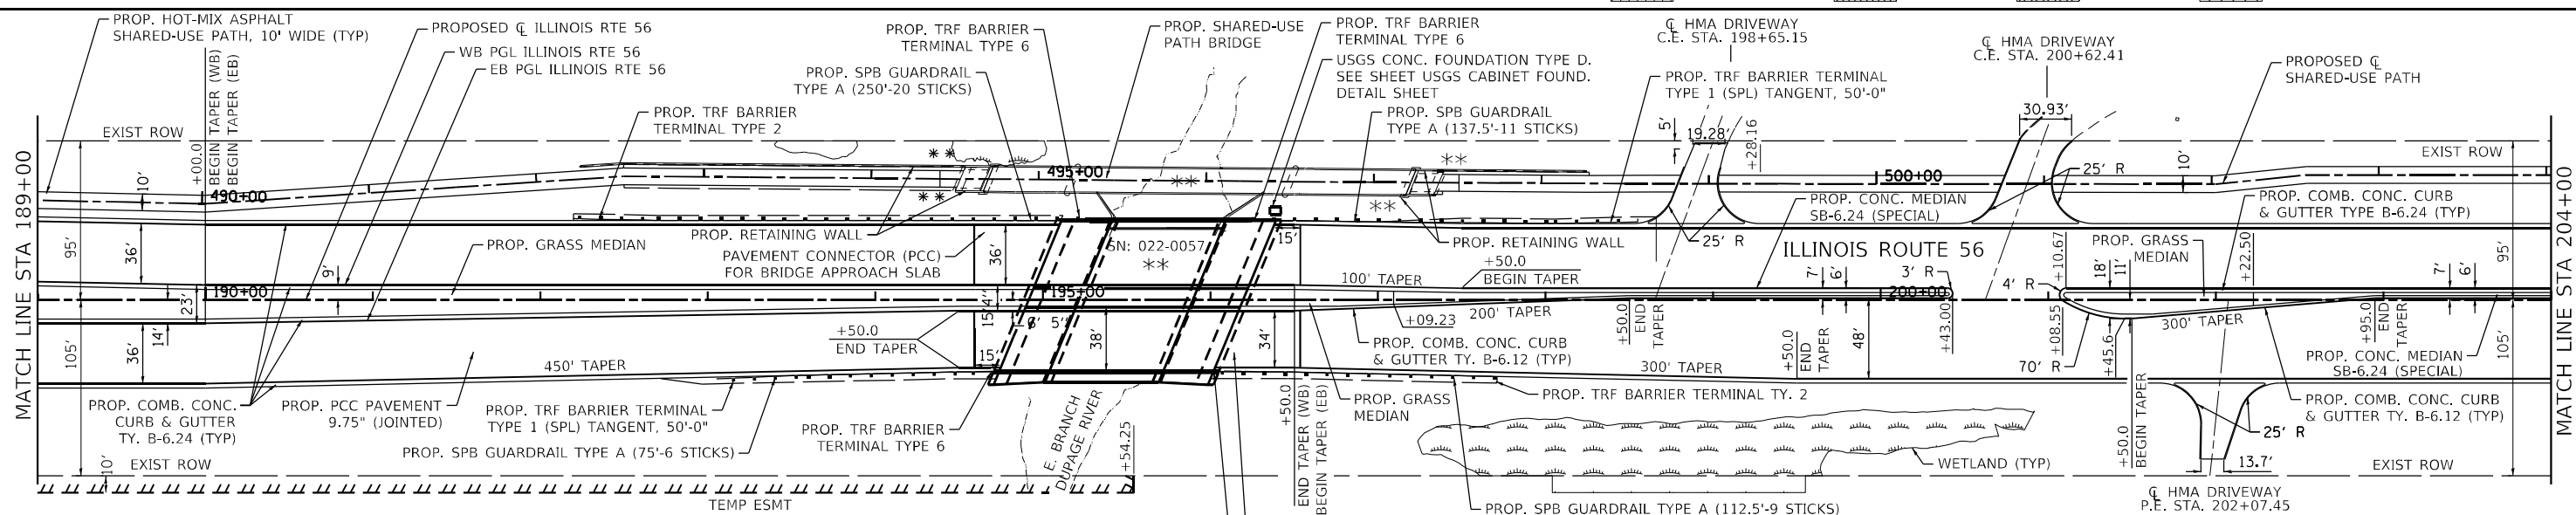 PROP. HOT-MIX ASPHALT
SHARED-USE PATH, 10' WIDE (TYP)
PROPOSED ℄ ILLINOIS RTE 56
WB PGL ILLINOIS RTE 56
EB PGL ILLINOIS RTE 56
PROP. TRF BARRIER
TERMINAL TYPE 6
PROP. SHARED-USE
PATH BRIDGE
PROP. TRF BARRIER
TERMINAL TYPE 6
℄ HMA DRIVEWAY
C.E. STA. 198+65.15
℄ HMA DRIVEWAY
C.E. STA. 200+62.41
PROPOSED ℄
SHARED-USE PATH
PROP. SPB GUARDRAIL
TYPE A (250'-20 STICKS)
USGS CONC. FOUNDATION TYPE D.
SEE SHEET USGS CABINET FOUND.
DETAIL SHEET
PROP. TRF BARRIER TERMINAL
TYPE 1 (SPL) TANGENT, 50'-0"
PROP. TRF BARRIER
TERMINAL TYPE 2
PROP. SPB GUARDRAIL
TYPE A (137.5'-11 STICKS)
EXIST ROW
+00.0
BEGIN TAPER (WB)
BEGIN TAPER (EB)
5'
19.28'
+28.16
30.93'
EXIST ROW
MATCH LINE STA 189+00
95'
10'
490+00
**
**
495+00
**
**
**
500+00
25' R
10'
95'
MATCH LINE STA 204+00
36'
PROP. GRASS MEDIAN
PROP. RETAINING WALL
PAVEMENT CONNECTOR (PCC)
FOR BRIDGE APPROACH SLAB
36'
SN: 022-0057
**
15'
PROP. RETAINING WALL
25' R
PROP. CONC. MEDIAN
SB-6.24 (SPECIAL)
ILLINOIS ROUTE 56
PROP. COMB. CONC. CURB
& GUTTER TYPE B-6.24 (TYP)
PROP. GRASS
MEDIAN
9'
23'
190+00
195+00
100' TAPER
+50.0
BEGIN TAPER
7'
6'
3' R
200+00
4' R
+10.67
18'
11'
+22.50
7'
6'
14'
36'
105'
15'
4'
6'
5'
+50.0
END TAPER
450' TAPER
15'
38'
34'
+09.23
200' TAPER
+50.0
END
TAPER
PROP. COMB. CONC. CURB
& GUTTER TY. B-6.12 (TYP)
300' TAPER
+50.0
END
TAPER
48'
+43.00
+08.55
70' R
+45.6
300' TAPER
+95.0
END
TAPER
PROP. CONC. MEDIAN
SB-6.24 (SPECIAL)
105'
PROP. COMB. CONC.
CURB & GUTTER
TY. B-6.24 (TYP)
PROP. PCC PAVEMENT
9.75" (JOINTED)
PROP. TRF BARRIER TERMINAL
TYPE 1 (SPL) TANGENT, 50'-0"
PROP. SPB GUARDRAIL TYPE A (75'-6 STICKS)
PROP. TRF BARRIER
TERMINAL TYPE 6
E. BRANCH
DUPAGE RIVER
+54.25
+50.0
END TAPER (WB)
BEGIN TAPER (EB)
PROP. GRASS
MEDIAN
PROP. TRF BARRIER TERMINAL TY. 2
WETLAND (TYP)
+50.0
BEGIN TAPER
PROP. COMB. CONC. CURB
& GUTTER TY. B-6.12 (TYP)
25' R
13.7'
EXIST ROW
10'
EXIST ROW
TEMP ESMT
PROP. SPB GUARDRAIL TYPE A (112.5'-9 STICKS)
℄ HMA DRIVEWAY
P.E. STA. 202+07.45